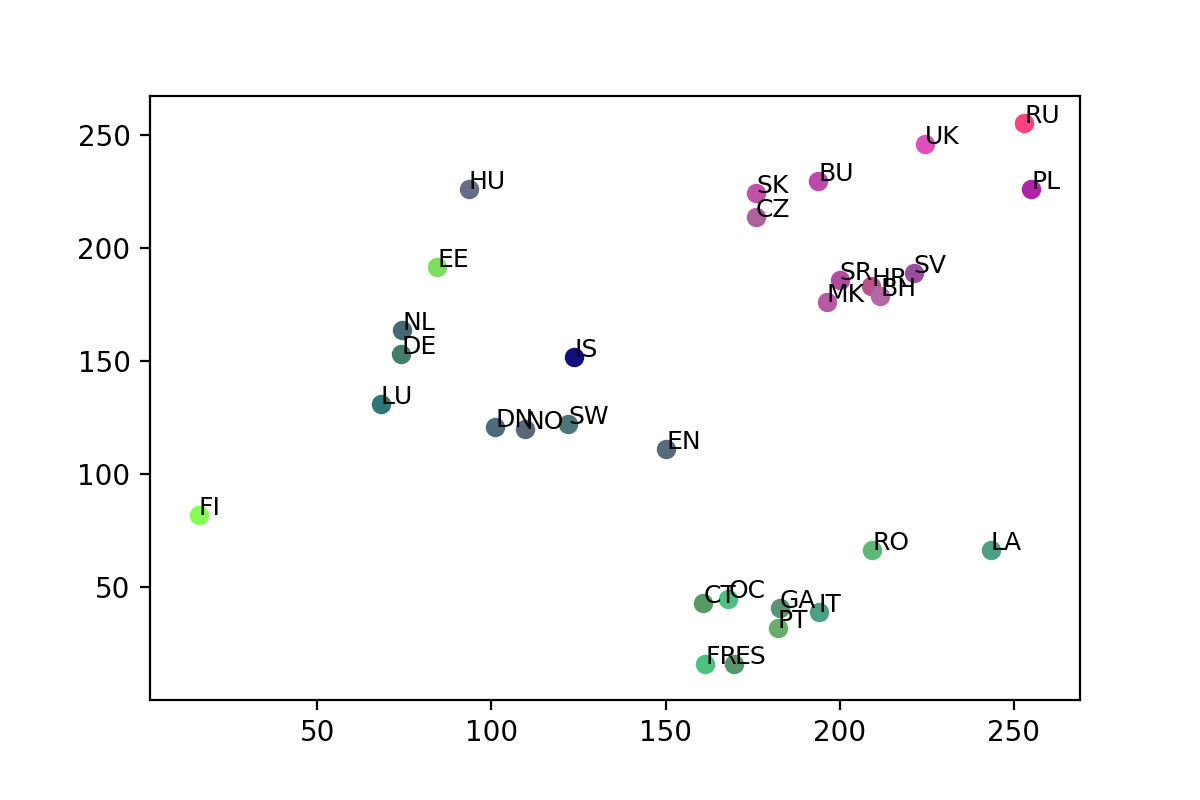 RU
UK
250
BU
HU
SK
PL
CZ
EE
SV
200
SR
HR
BH
MK
NL
DE
IS
150
LU
DN
NO
SW
EN
100
FI
RO
LA
50
CT
OC
GA
IT
PT
FR
ES
50
100
150
200
250